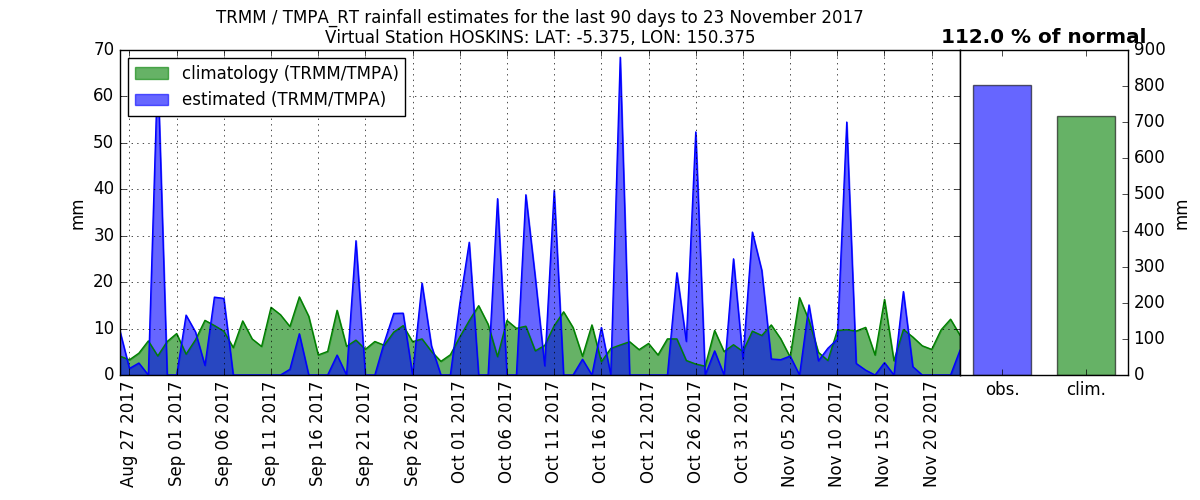 TRMM / TMPA_RT rainfall estimates for the last 90 days to 23 November 2017
Virtual Station HOSKINS: LAT: -5.375, LON: 150.375
112.0 % of normal
climatology (TRMM/TMPA)
estimated (TRMM/TMPA)
70
60
50
40
30
20
10
0
mm
Aug 27 2017
Sep 01 2017
Sep 06 2017
Sep 11 2017
Sep 16 2017
Sep 21 2017
Sep 26 2017
Oct 01 2017
Oct 06 2017
Oct 11 2017
Oct 16 2017
Oct 21 2017
Oct 26 2017
Oct 31 2017
Nov 05 2017
Nov 10 2017
Nov 15 2017
Nov 20 2017
obs.
clim.
900
800
700
600
500
400
300
200
100
0
mm